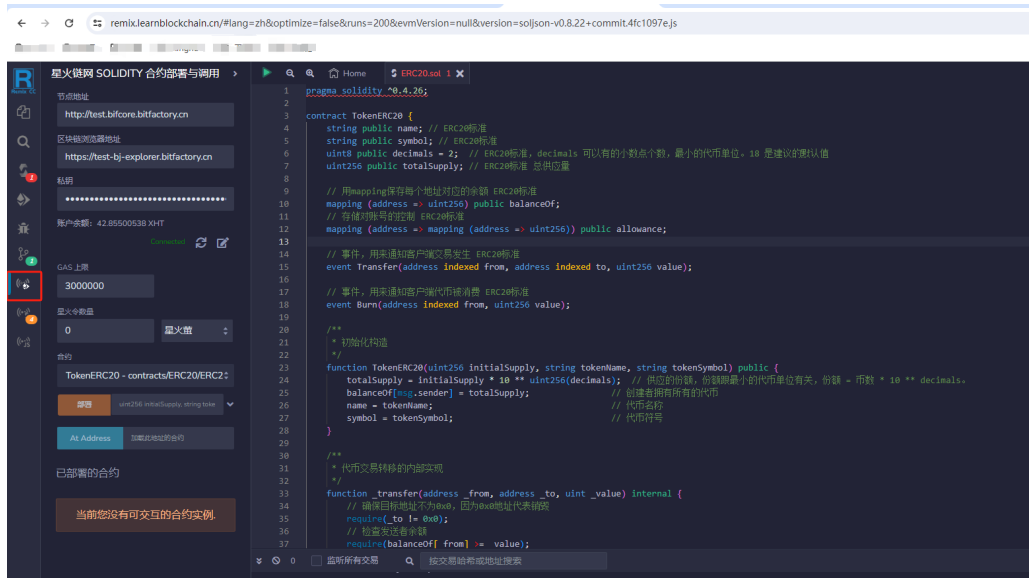 remix.learnblockchain.cn/#lang=zh&optimize=false&runs=200&evmVersion=null&version=soljson-v0.8.22+commit.4fc1097e.js
星火链网 SOLIDITY 合约部署与调用
节点地址
http://test.bifcore.bitfactory.cn
区块链浏览器地址
https://test-bj-explorer.bitfactory.cn
私钥
账户余额: 42.85500538 XHT
Connected
GAS 上限
3000000
星火令数量
0 星火萤
合约
TokenERC20 - contracts/ERC20/ERC2
部署 uint256 initialSupply, string toke
At Address 加载此地址的合约
已部署的合约
当前您没有可交互的合约实例.
Home ERC20.sol 1
1 pragma solidity ^0.4.26;
2
3 contract TokenERC20 {
4 string public name; // ERC20标准
5 string public symbol; // ERC20标准
6 uint8 public decimals = 2; // ERC20标准，decimals 可以有的小数点个数，最小的代币单位。18 是建议的默认值
7 uint256 public totalSupply; // ERC20标准 总供应量
8
9 // 用mapping保存每个地址对应的余额 ERC20标准
10 mapping (address => uint256) public balanceOf;
11 // 存储对账号的控制 ERC20标准
12 mapping (address => mapping (address => uint256)) public allowance;
13
14 // 事件，用来通知客户端交易发生 ERC20标准
15 event Transfer(address indexed from, address indexed to, uint256 value);
16
17 // 事件，用来通知客户端代币被消费 ERC20标准
18 event Burn(address indexed from, uint256 value);
19
20 /**
21 * 初始化构造
22 */
23 function TokenERC20(uint256 initialSupply, string tokenName, string tokenSymbol) public {
24 totalSupply = initialSupply * 10 ** uint256(decimals); // 供应的份额，份额跟最小的代币单位有关，份额 = 币数 * 10 ** decimals。
25 balanceOf[msg.sender] = totalSupply; // 创建者拥有所有的代币
26 name = tokenName; // 代币名称
27 symbol = tokenSymbol; // 代币符号
28 }
29
30 /**
31 * 代币交易转移的内部实现
32 */
33 function _transfer(address _from, address _to, uint _value) internal {
34 // 确保目标地址不为0x0，因为0x0地址代表销毁
35 require(_to != 0x0);
36 // 检查发送者余额
37 require(balanceOf[_from] >= _value);
0 监听所有交易 按交易哈希或地址搜索